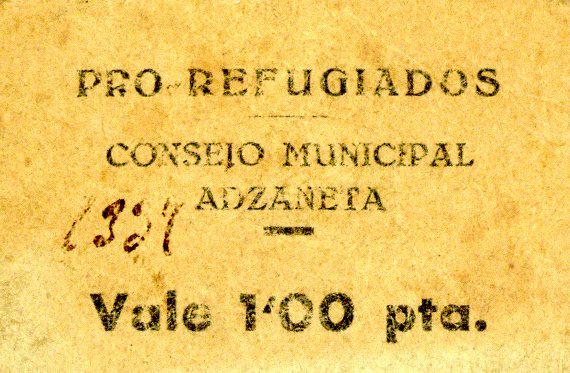 PRO-REFUGIADOS
CONSEJO MUNICIPAL
ADZANETA
Vale 1'00 pta.